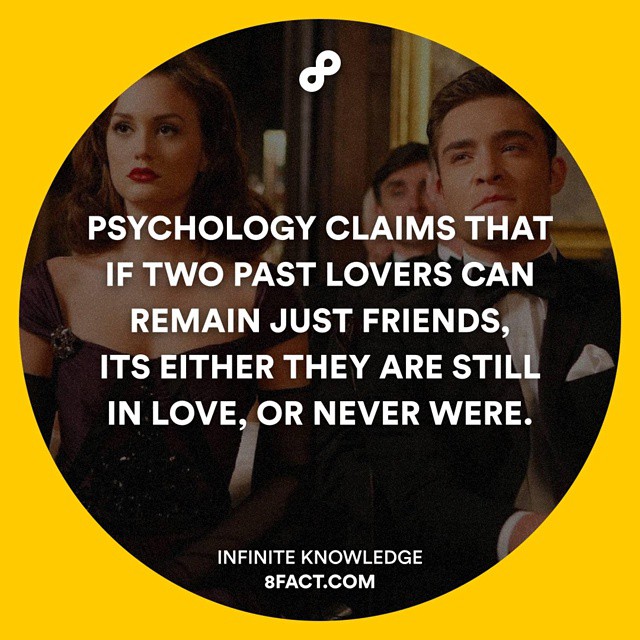 PSYCHOLOGY CLAIMS THAT
IF TWO PAST LOVERS CAN
REMAIN JUST FRIENDS,
ITS EITHER THEY ARE STILL
IN LOVE, OR NEVER WERE.
INFINITE KNOWLEDGE
8FACT.COM